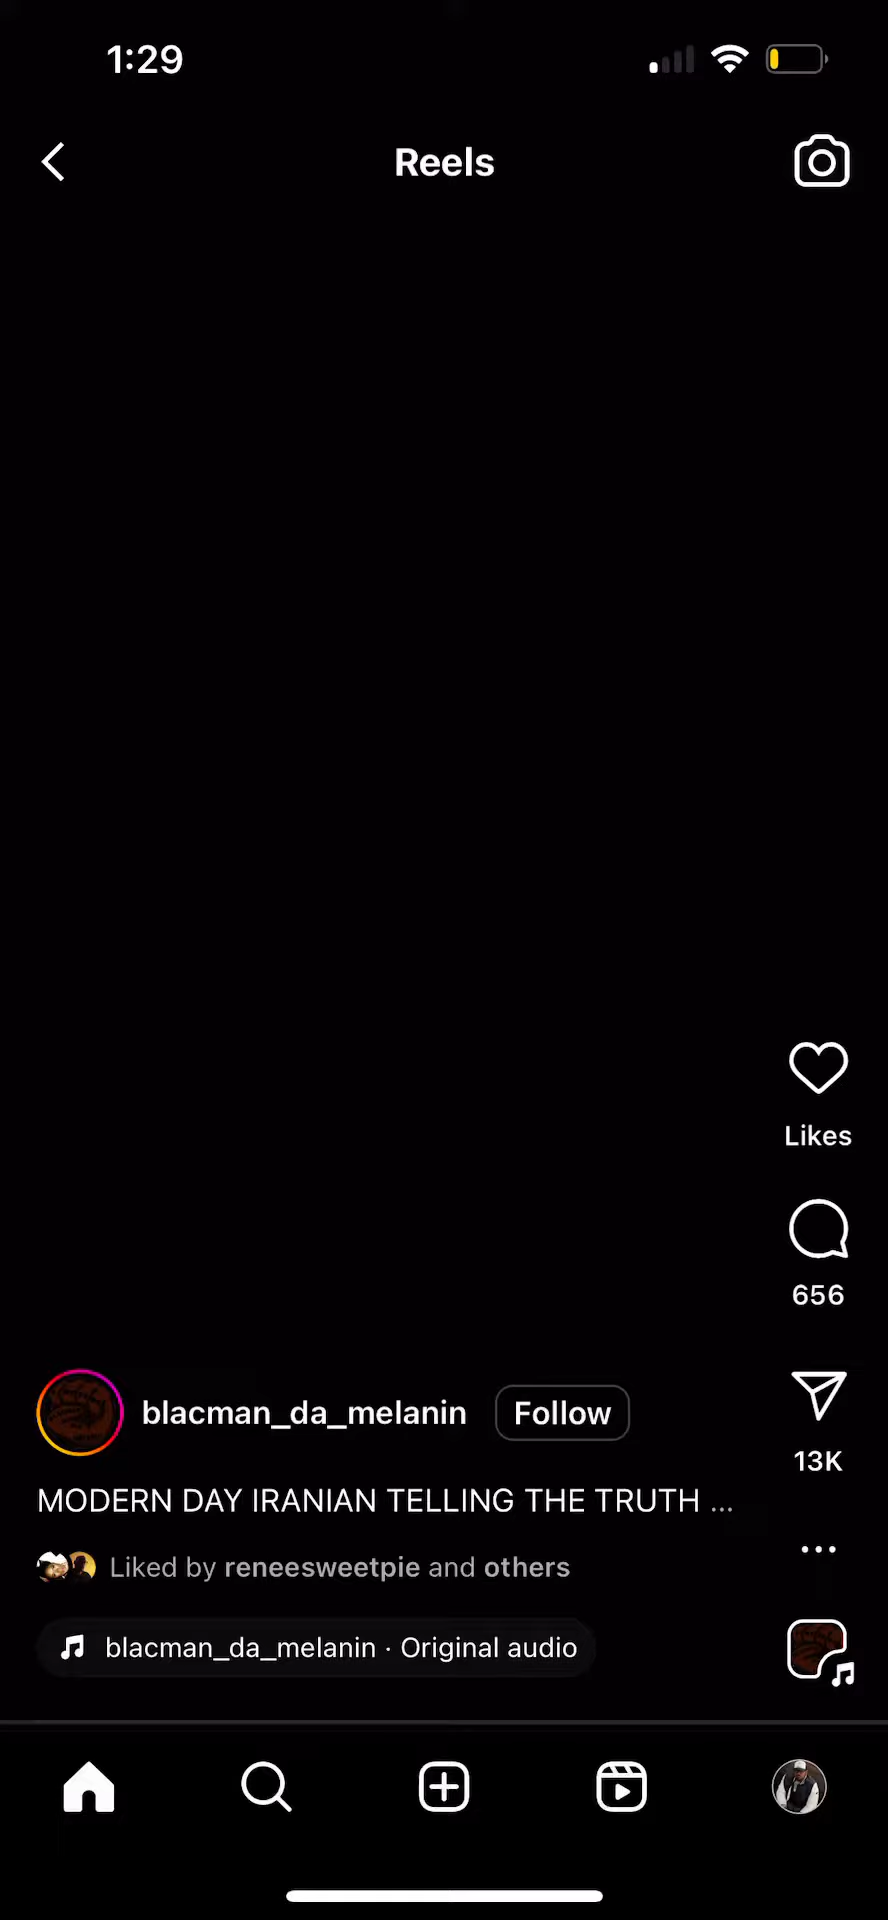 1:29
Reels
Likes
656
blacman_da_melanin
Follow
13K
MODERN DAY IRANIAN TELLING THE TRUTH ...
Liked by reneesweetpie and others
blacman_da_melanin · Original audio